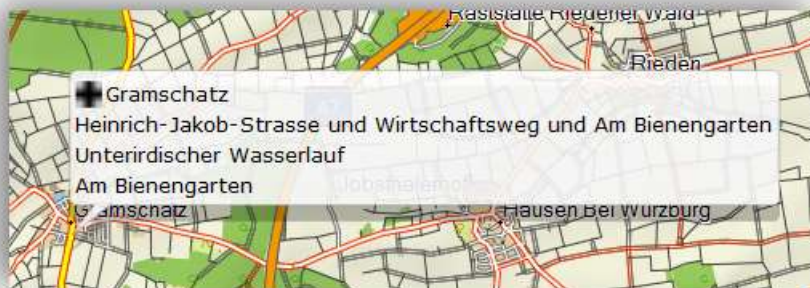 Raststätte Riedener Wald
Rieden
Gramschatz
Heinrich-Jakob-Strasse und Wirtschaftsweg und Am Bienengarten
Unterirdischer Wasserlauf
Am Bienengarten
Gramschatz
Hausen Bei Würzburg